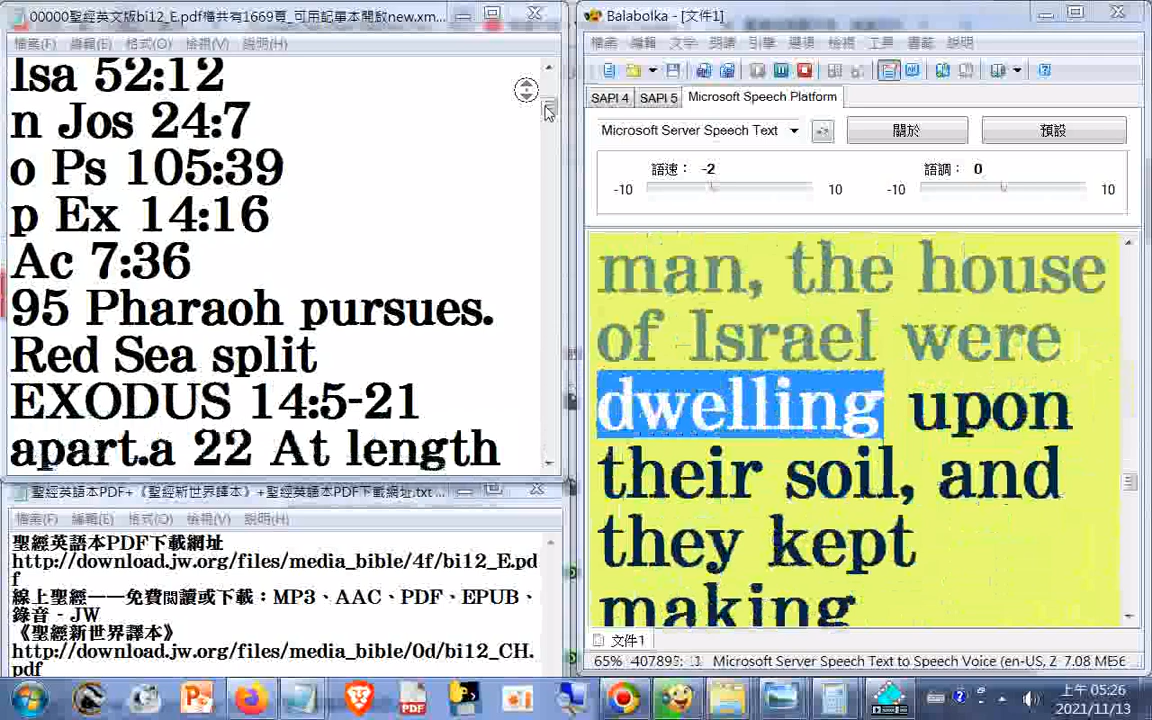 00000聖經英文版bi12_E.pdf檔共有1669頁_可用記事本開啟new.xm...
檔案(F) 編輯(E) 格式(O) 檢視(V) 說明(H)
Isa 52:12
n Jos 24:7
o Ps 105:39
p Ex 14:16
Ac 7:36
95 Pharaoh pursues.
Red Sea split
EXODUS 14:5-21
apart.a 22 At length
聖經英語本PDF+《聖經新世界譯本》+聖經英語本PDF下載網址.txt ...
檔案(F) 編輯(E) 格式(O) 檢視(V) 說明(H)
聖經英語本PDF下載網址
http://download.jw.org/files/media_bible/4f/bi12_E.pd
f
線上聖經——免費閱讀或下載：MP3、AAC、PDF、EPUB、
錄音 - JW
《聖經新世界譯本》
http://download.jw.org/files/media_bible/0d/bi12_CH.
pdf
Balabolka - [文件1]
檔案 編輯 文字 朗讀 引擎 選項 檢視 工具 書籤 說明
SAPI 4 SAPI 5 Microsoft Speech Platform
Microsoft Server Speech Text 關於 預設
語速： -2 語調： 0
-10 10 -10 10
man, the house
of Israel were
dwelling upon
their soil, and
they kept
making
文件1
65% Microsoft Server Speech Text to Speech Voice (en-US, Z 7.08 МБ
PDF
上午 05:26
2021/11/13